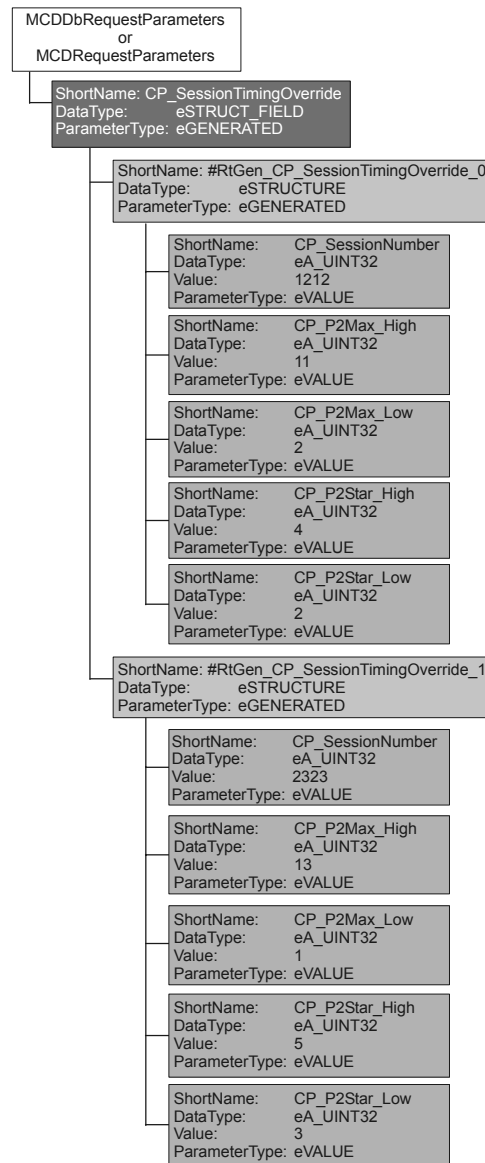 MCDDbRequestParameters
or
MCDRequestParameters
ShortName: CP_SessionTimingOverride
DataType: eSTRUCT_FIELD
ParameterType: eGENERATED
ShortName: #RtGen_CP_SessionTimingOverride_0
DataType: eSTRUCTURE
ParameterType: eGENERATED
ShortName: CP_SessionNumber
DataType: eA_UINT32
Value: 1212
ParameterType: eVALUE
ShortName: CP_P2Max_High
DataType: eA_UINT32
Value: 11
ParameterType: eVALUE
ShortName: CP_P2Max_Low
DataType: eA_UINT32
Value: 2
ParameterType: eVALUE
ShortName: CP_P2Star_High
DataType: eA_UINT32
Value: 4
ParameterType: eVALUE
ShortName: CP_P2Star_Low
DataType: eA_UINT32
Value: 2
ParameterType: eVALUE
ShortName: #RtGen_CP_SessionTimingOverride_1
DataType: eSTRUCTURE
ParameterType: eGENERATED
ShortName: CP_SessionNumber
DataType: eA_UINT32
Value: 2323
ParameterType: eVALUE
ShortName: CP_P2Max_High
DataType: eA_UINT32
Value: 13
ParameterType: eVALUE
ShortName: CP_P2Max_Low
DataType: eA_UINT32
Value: 1
ParameterType: eVALUE
ShortName: CP_P2Star_High
DataType: eA_UINT32
Value: 5
ParameterType: eVALUE
ShortName: CP_P2Star_Low
DataType: eA_UINT32
Value: 3
ParameterType: eVALUE